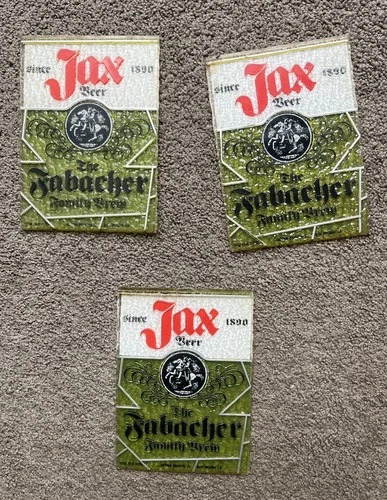 Since Jax 1890
Beer
The
Fabacher
Family Brew
Since Jax 1890
Beer
The
Fabacher
Family Brew
Since Jax 1890
Beer
The
Fabacher
Family Brew